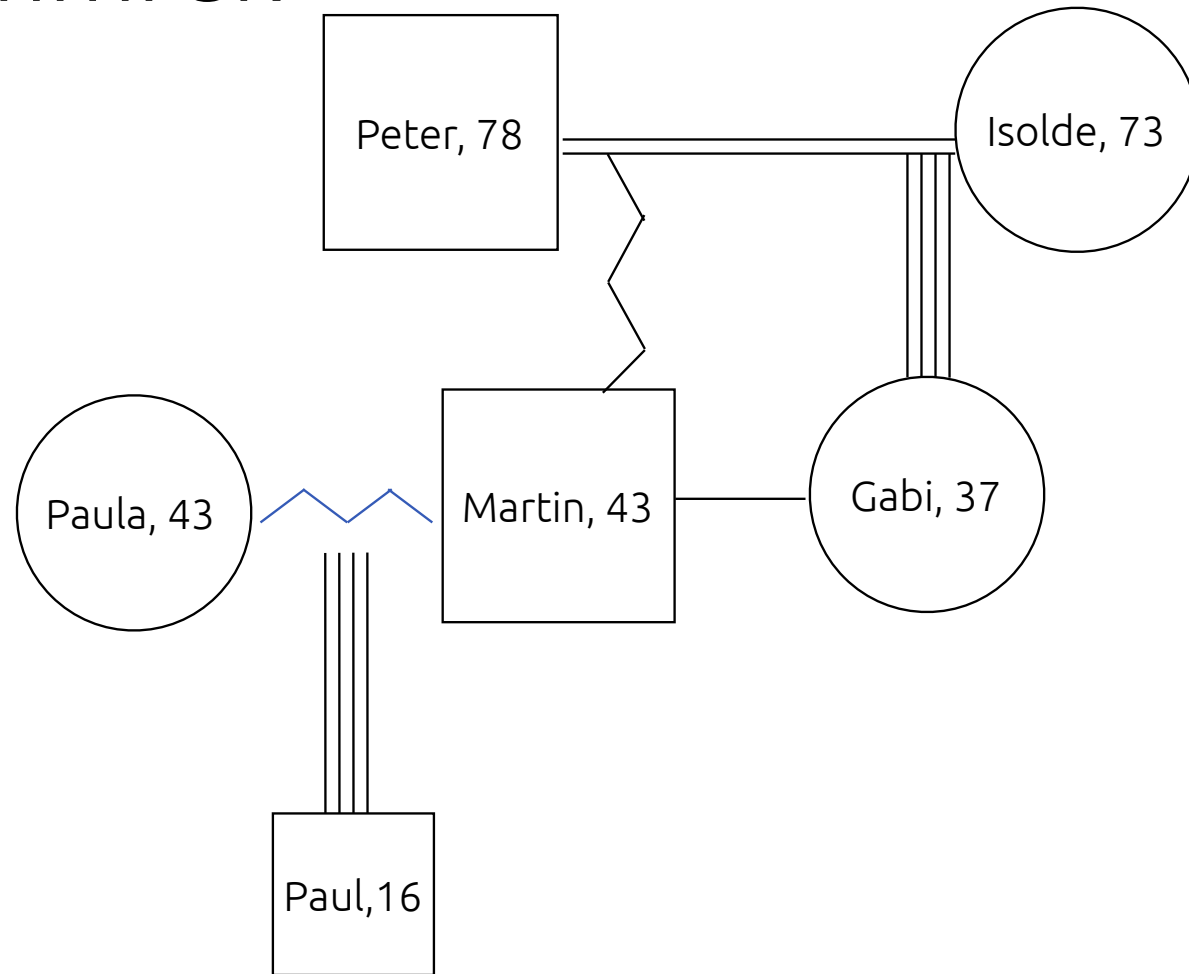 Peter, 78
Isolde, 73
Paula, 43
Martin, 43
Gabi, 37
Paul,16